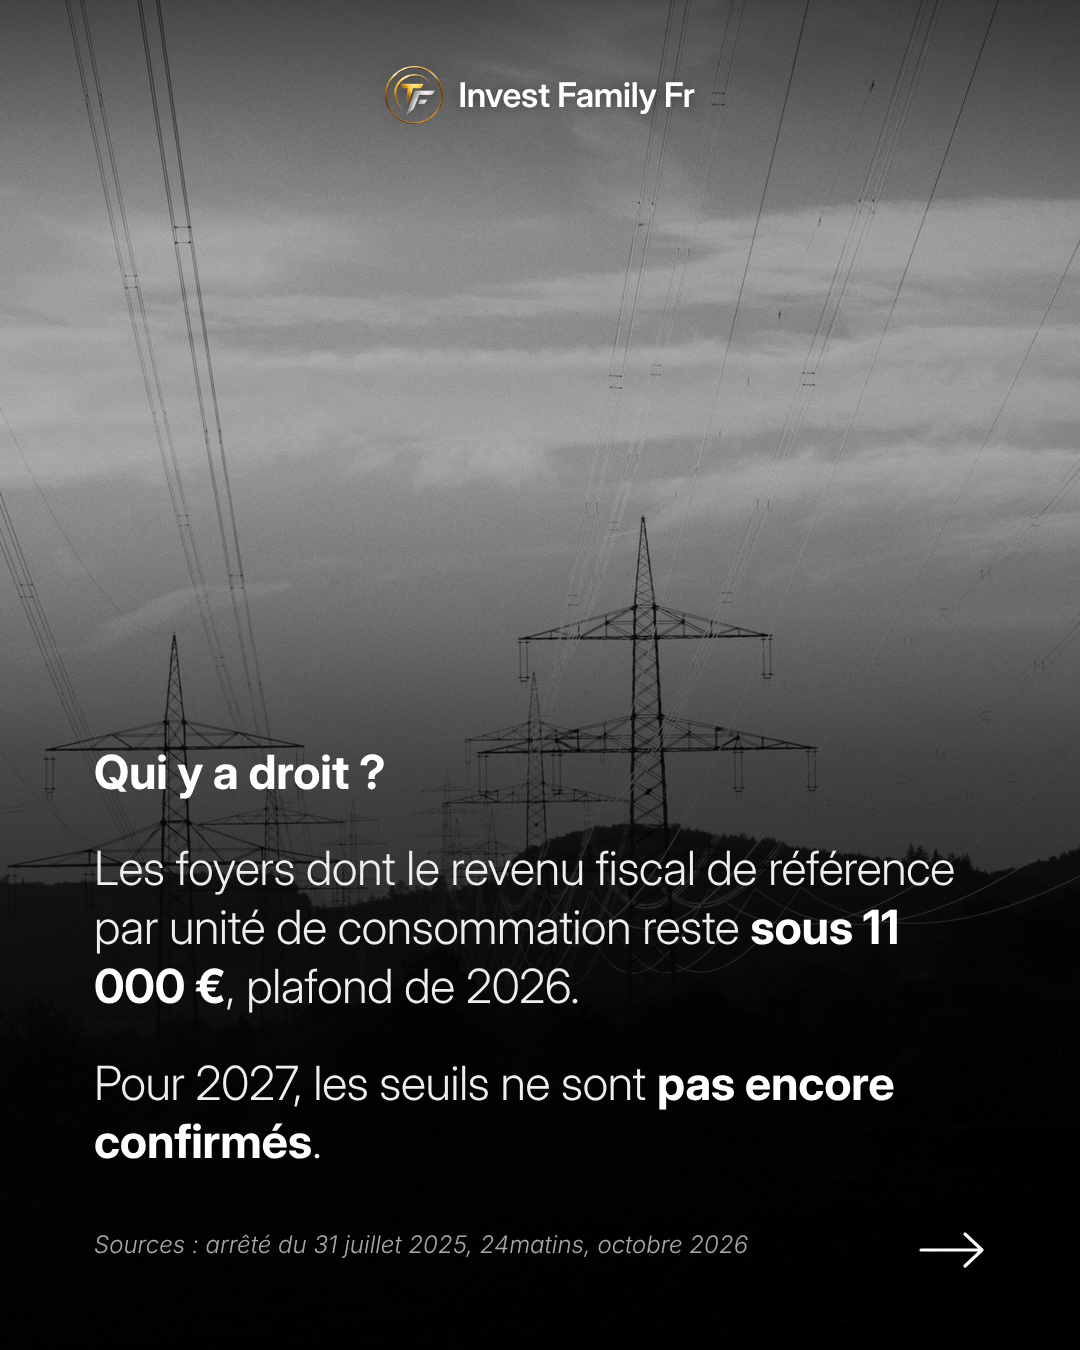 Invest Family Fr
Qui y a droit ?
Les foyers dont le revenu fiscal de référence
par unité de consommation reste sous 11
000 €, plafond de 2026.
Pour 2027, les seuils ne sont pas encore
confirmés.
Sources : arrêté du 31 juillet 2025, 24matins, octobre 2026